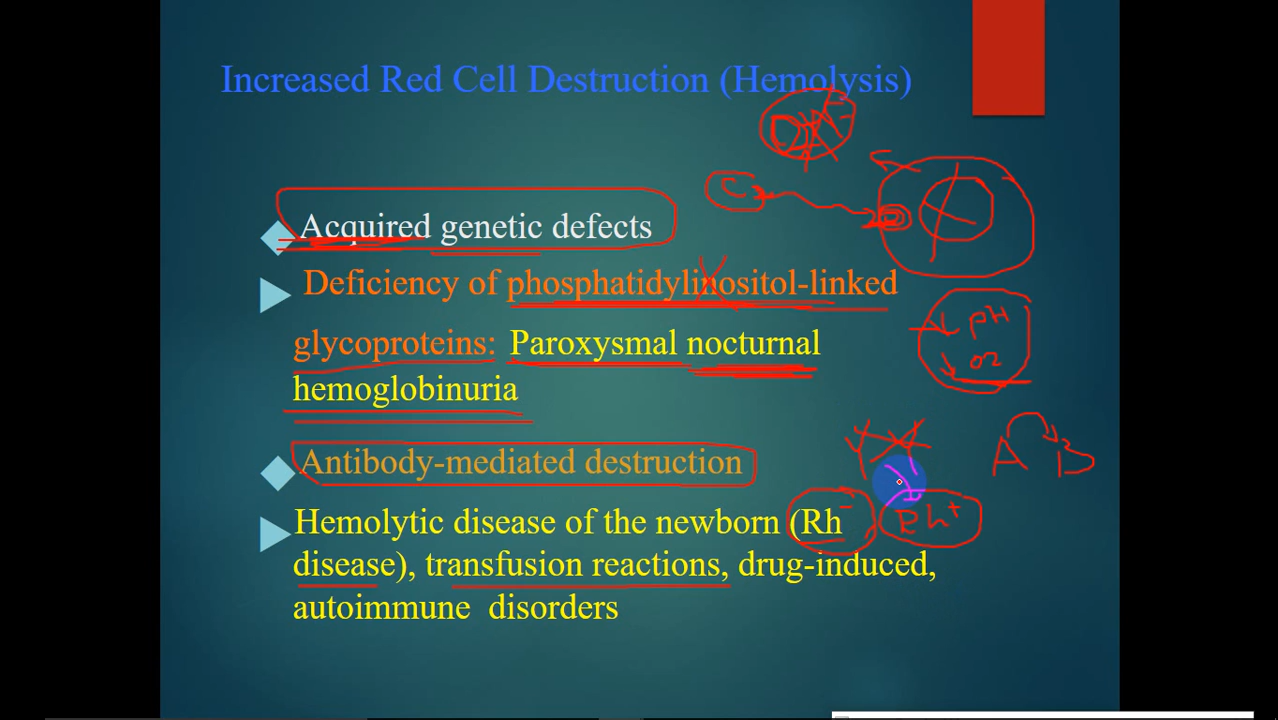 Increased Red Cell Destruction (Hemolysis)
DAF
C
Acquired genetic defects
Deficiency of phosphatidylinositol-linked
glycoproteins: Paroxysmal nocturnal
hemoglobinuria
↓ PH
↓ O2
Antibody-mediated destruction
A B
Hemolytic disease of the newborn (Rh
Rh+
disease), transfusion reactions, drug-induced,
autoimmune disorders